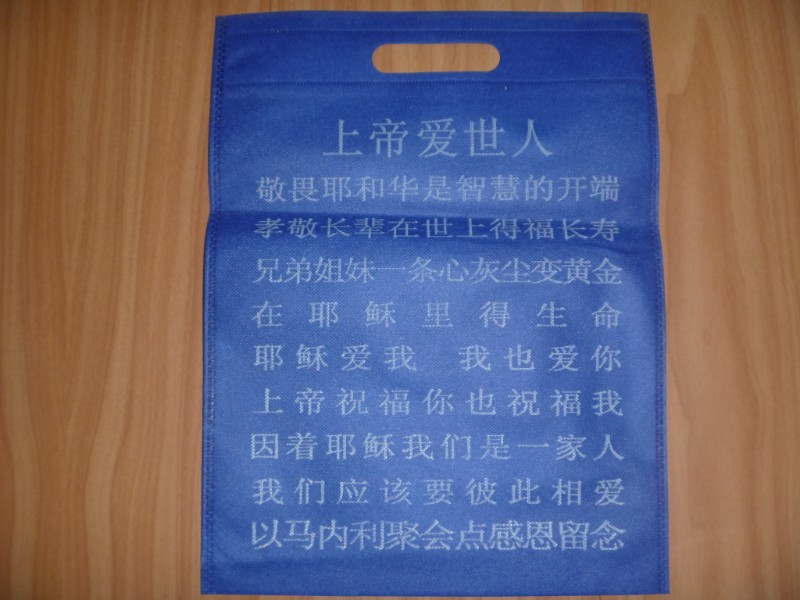 上帝爱世人
敬畏耶和华是智慧的开端
孝敬长辈在世上得福长寿
兄弟姐妹一条心灰尘变黄金
在耶稣里得生命
耶稣爱我 我也爱你
上帝祝福你也祝福我
因着耶稣我们是一家人
我们应该要彼此相爱
以马内利聚会点感恩留念